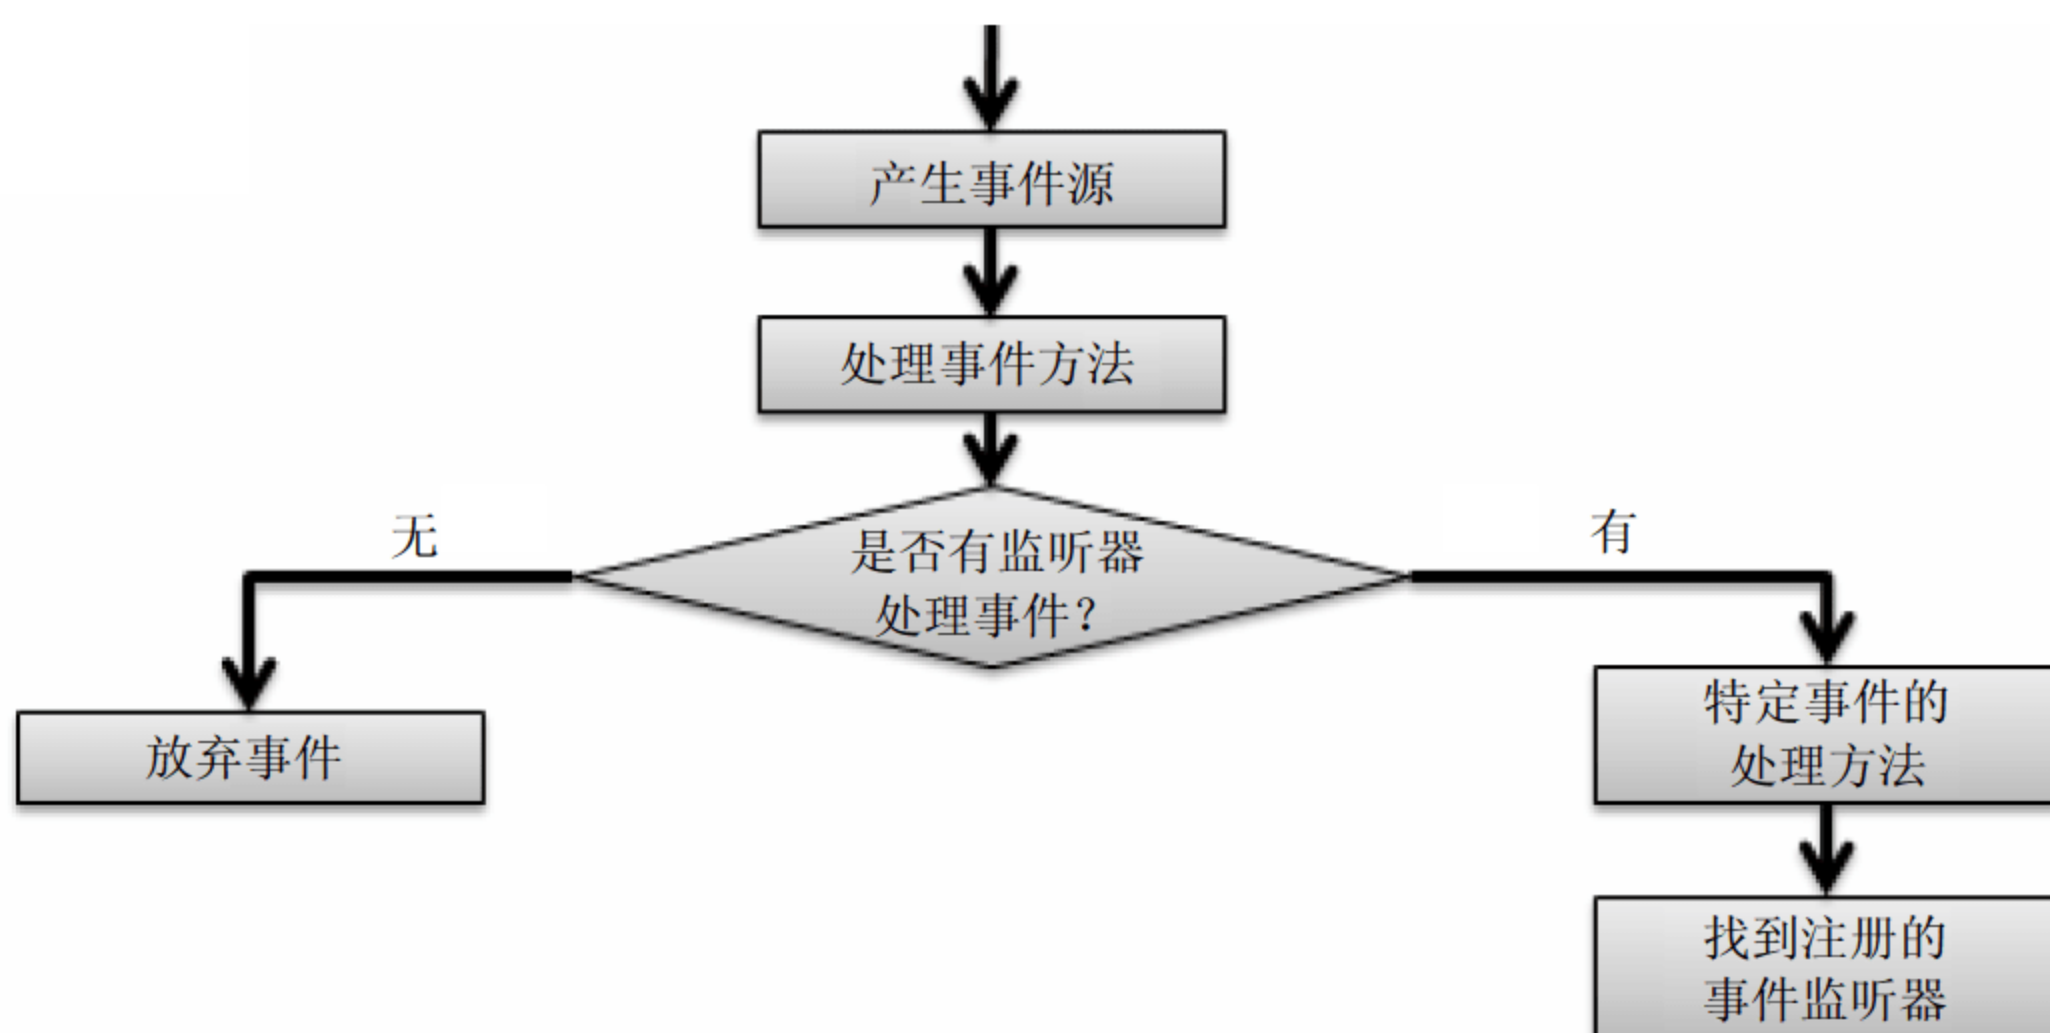 产生事件源
处理事件方法
是否有监听器
处理事件？
无
有
放弃事件
特定事件的
处理方法
找到注册的
事件监听器